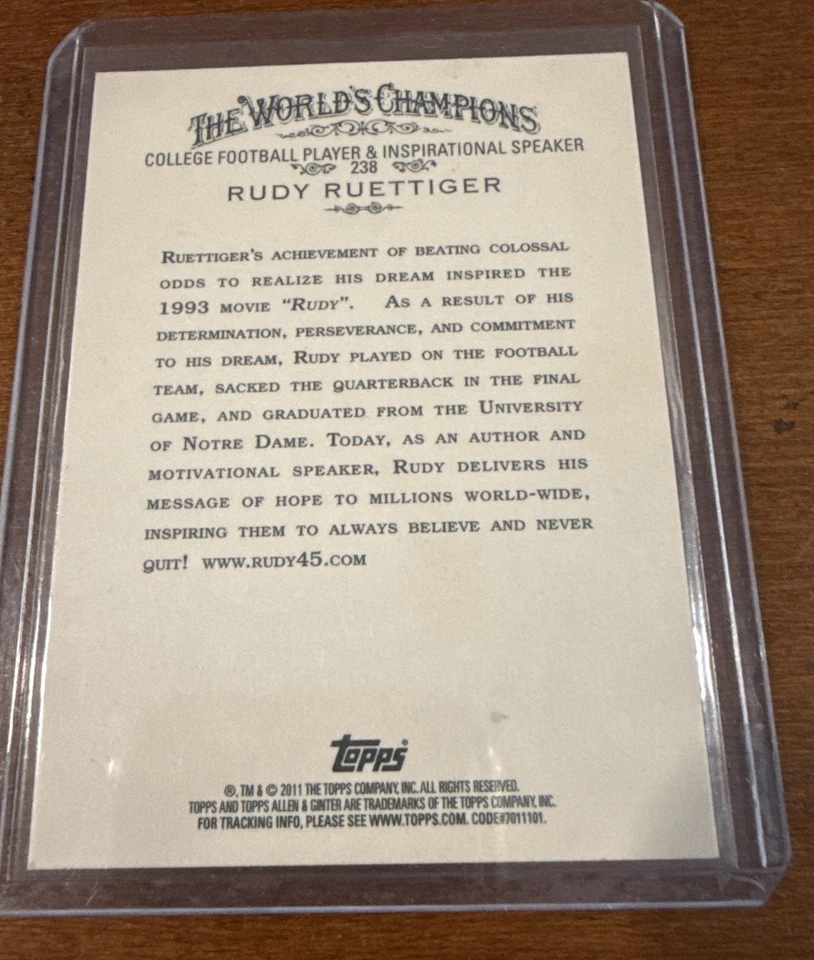 THE WORLD'S CHAMPIONS
COLLEGE FOOTBALL PLAYER & INSPIRATIONAL SPEAKER
238
RUDY RUETTIGER
RUETTIGER'S ACHIEVEMENT OF BEATING COLOSSAL
ODDS TO REALIZE HIS DREAM INSPIRED THE
1993 MOVIE "RUDY". AS A RESULT OF HIS
DETERMINATION, PERSEVERANCE, AND COMMITMENT
TO HIS DREAM, RUDY PLAYED ON THE FOOTBALL
TEAM, SACKED THE QUARTERBACK IN THE FINAL
GAME, AND GRADUATED FROM THE UNIVERSITY
OF NOTRE DAME. TODAY, AS AN AUTHOR AND
MOTIVATIONAL SPEAKER, RUDY DELIVERS HIS
MESSAGE OF HOPE TO MILLIONS WORLD-WIDE,
INSPIRING THEM TO ALWAYS BELIEVE AND NEVER
QUIT! WWW.RUDY45.COM
topps®
®, TM & © 2011 THE TOPPS COMPANY, INC. ALL RIGHTS RESERVED.
TOPPS AND TOPPS ALLEN & GINTER ARE TRADEMARKS OF THE TOPPS COMPANY, INC.
FOR TRACKING INFO, PLEASE SEE WWW.TOPPS.COM. CODE#7011101.